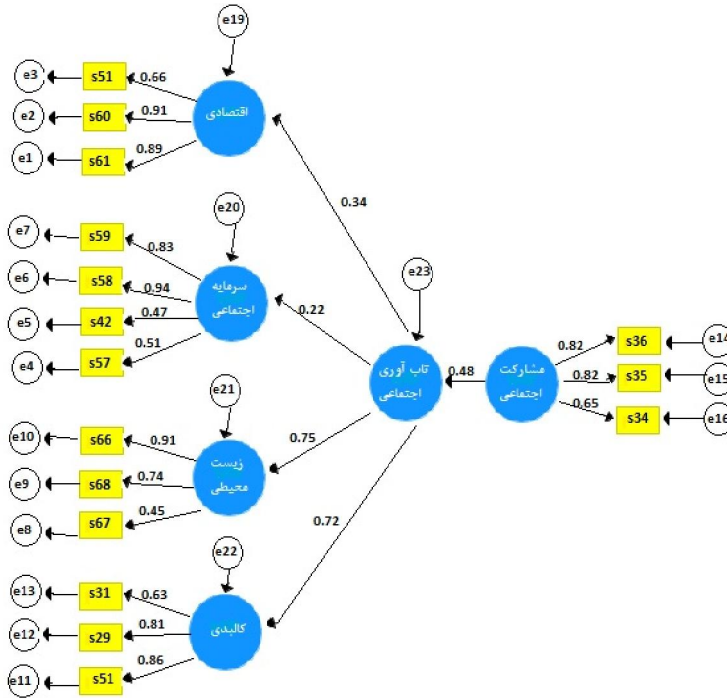 e19
e3
s51
0.66
اقتصادی
e2
s60
0.91
e1
s61
0.89
0.34
e20
e7
s59
0.83
سرمایه
اجتماعی
e6
s58
0.94
e5
s42
0.47
e4
s57
0.51
0.22
e23
تاب آوری
اجتماعی
0.48
مشارکت
اجتماعی
0.82
s36
e14
0.82
s35
e15
0.65
s34
e16
e21
e10
s66
0.91
زیست
محیطی
e9
s68
0.74
e8
s67
0.45
0.75
0.72
e22
e13
s31
0.63
کالبدی
e12
s29
0.81
e11
s51
0.86